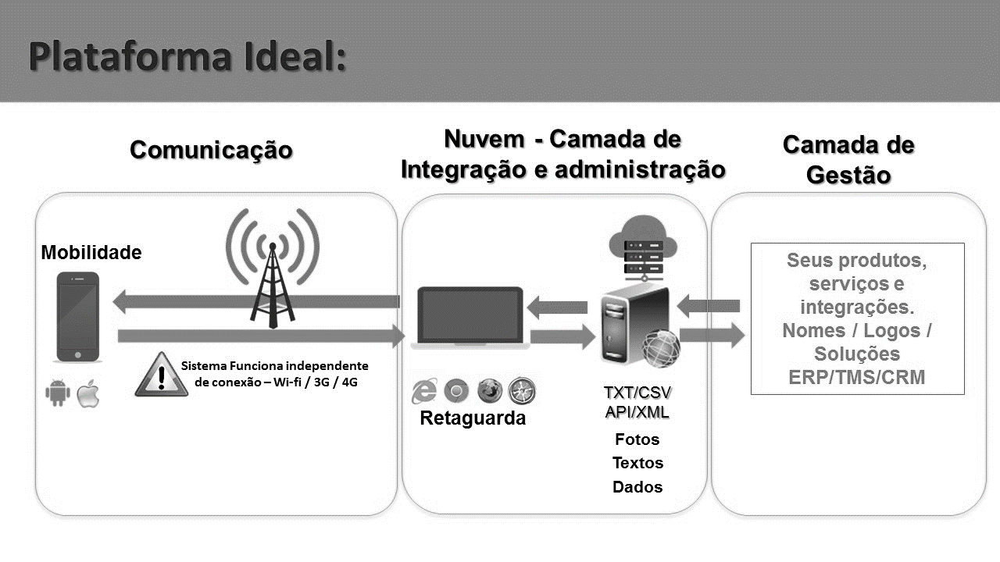 Plataforma Ideal:
Comunicação
Nuvem - Camada de
Integração e administração
Camada de
Gestão
Mobilidade
Sistema Funciona independente
de conexão – Wi-fi / 3G / 4G
Retaguarda
TXT/CSV
API/XML
Fotos
Textos
Dados
Seus produtos,
serviços e
integrações.
Nomes / Logos /
Soluções
ERP/TMS/CRM